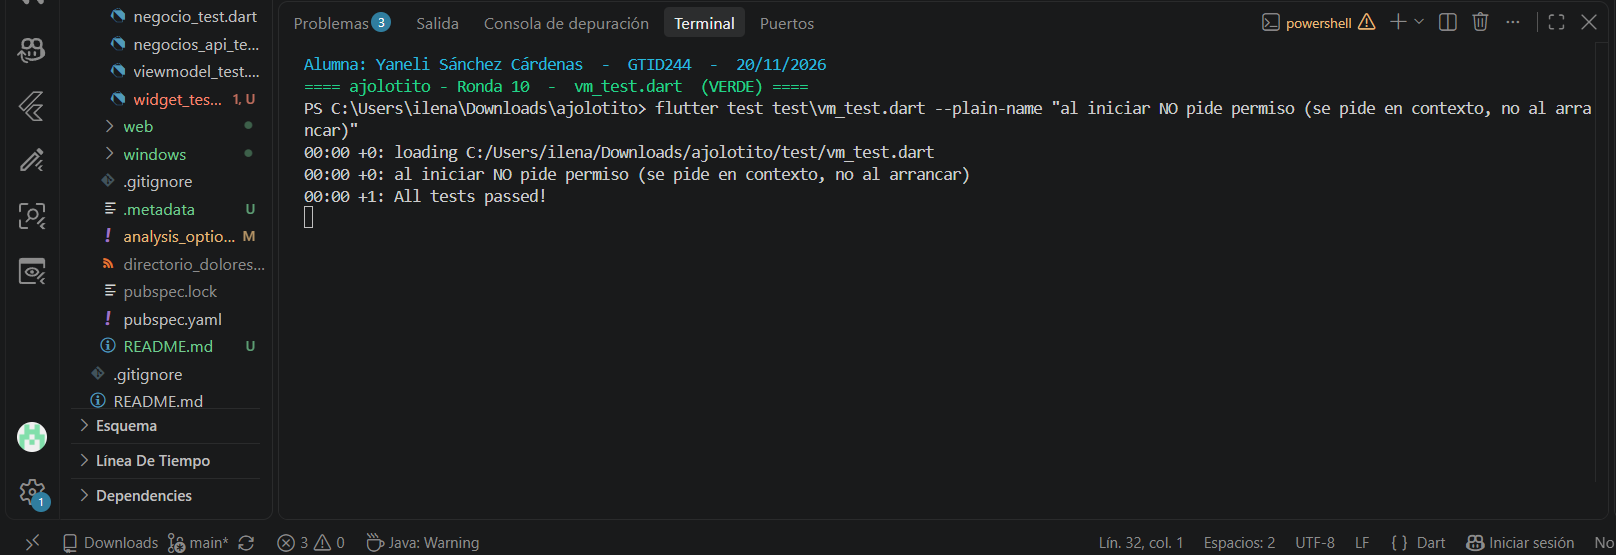 negocio_test.dart
negocios_api_te...
viewmodel_test....
widget_tes... 1, U
web
windows
.gitignore
.metadata U
analysis_optio... M
directorio_dolores...
pubspec.lock
pubspec.yaml
README.md U
.gitignore
README.md
Esquema
Línea De Tiempo
Dependencies
1
Problemas 3 Salida Consola de depuración Terminal Puertos
powershell
Alumna: Yaneli Sánchez Cárdenas - GTID244 - 20/11/2026
==== ajolotito - Ronda 10 - vm_test.dart (VERDE) ====
PS C:\Users\ilena\Downloads\ajolotito> flutter test test\vm_test.dart --plain-name "al iniciar NO pide permiso (se pide en contexto, no al arra
ncar)"
00:00 +0: loading C:/Users/ilena/Downloads/ajolotito/test/vm_test.dart
00:00 +0: al iniciar NO pide permiso (se pide en contexto, no al arrancar)
00:00 +1: All tests passed!
Downloads main* 3 0 Java: Warning Lín. 32, col. 1 Espacios: 2 UTF-8 LF { } Dart Iniciar sesión No